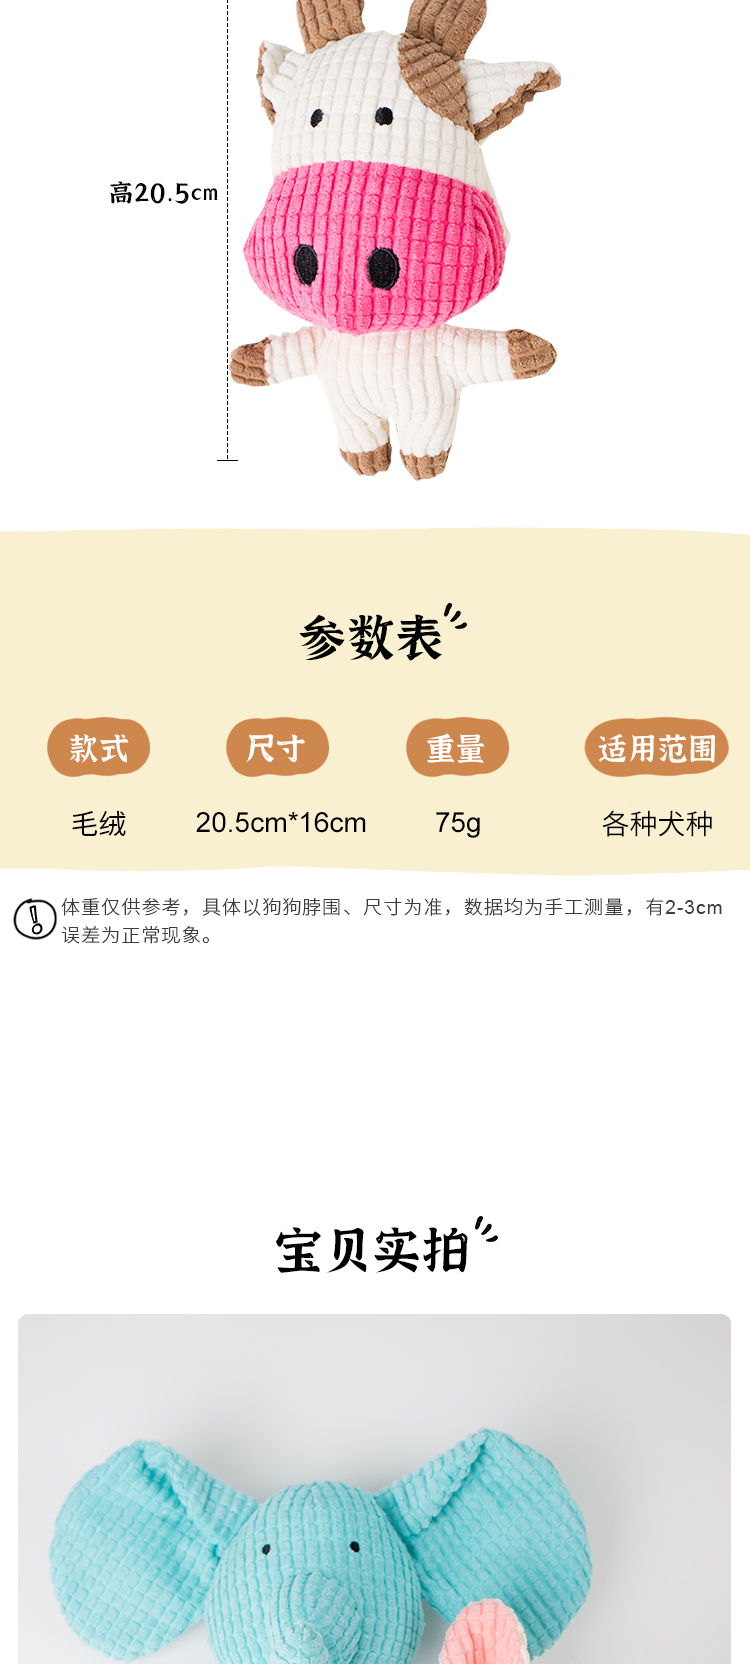 高20.5cm
参数表
款式 尺寸 重量 适用范围
毛绒 20.5cm*16cm 75g 各种犬种
体重仅供参考，具体以狗狗脖围、尺寸为准，数据均为手工测量，有2-3cm
误差为正常现象。
宝贝实拍